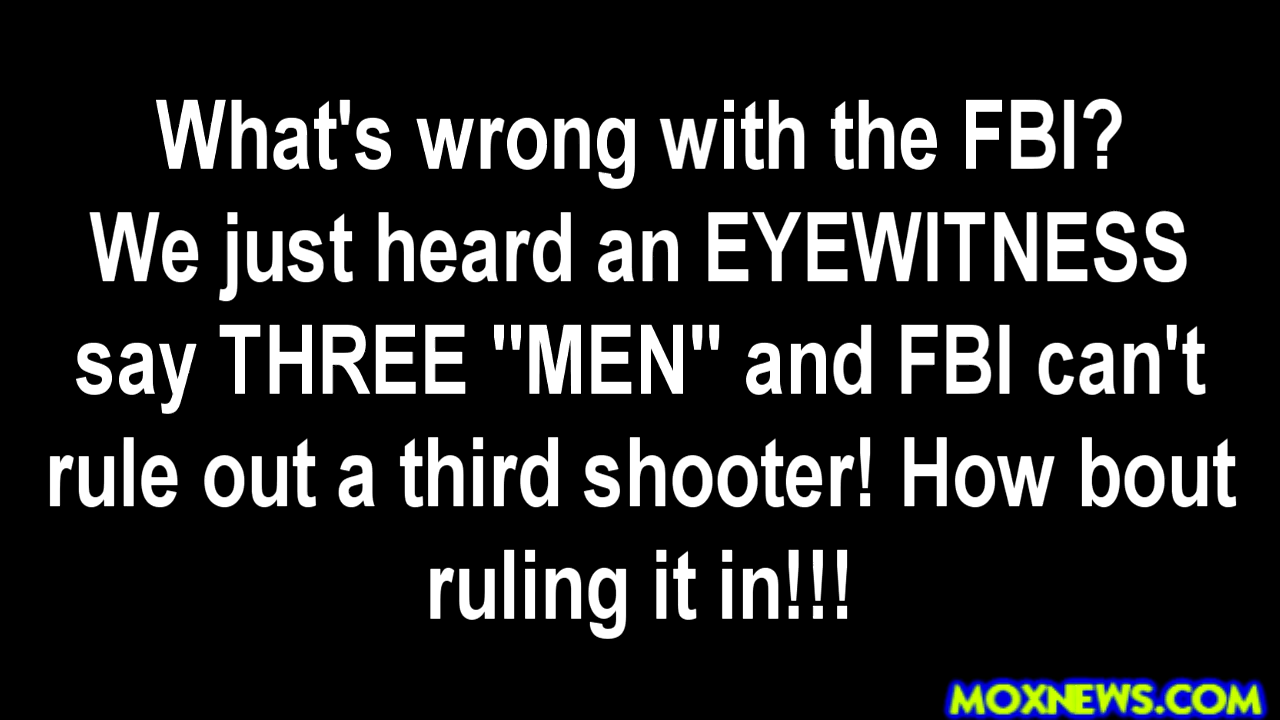 What's wrong with the FBI?
We just heard an EYEWITNESS
say THREE "MEN" and FBI can't
rule out a third shooter! How bout
ruling it in!!!
MOXNEWS.COM